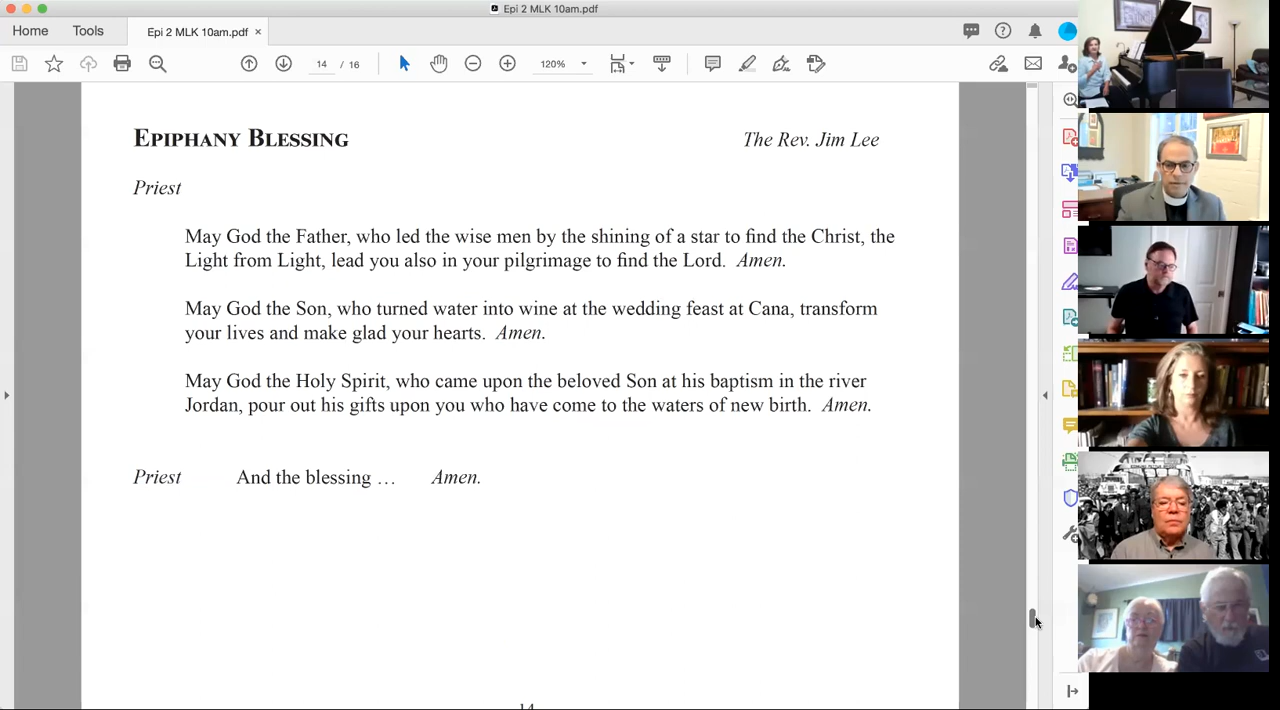 Epi 2 MLK 10am.pdf
Home Tools Epi 2 MLK 10am.pdf ×
14 / 16 120%
EPIPHANY BLESSING The Rev. Jim Lee
Priest
May God the Father, who led the wise men by the shining of a star to find the Christ, the
Light from Light, lead you also in your pilgrimage to find the Lord. Amen.
May God the Son, who turned water into wine at the wedding feast at Cana, transform
your lives and make glad your hearts. Amen.
May God the Holy Spirit, who came upon the beloved Son at his baptism in the river
Jordan, pour out his gifts upon you who have come to the waters of new birth. Amen.
Priest And the blessing … Amen.
14